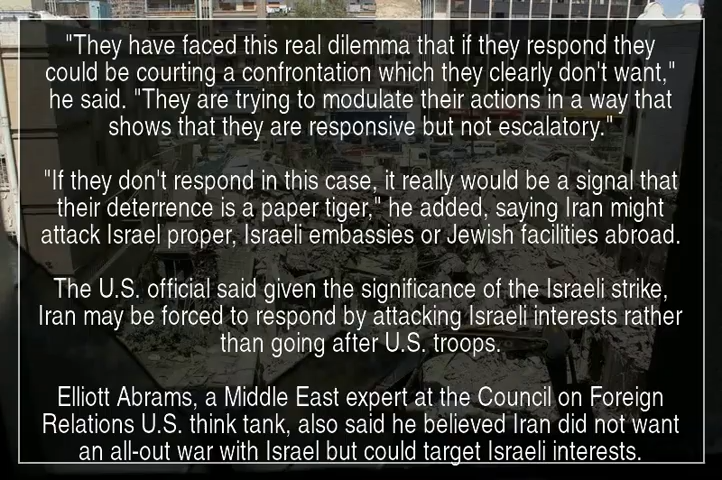 "They have faced this real dilemma that if they respond they
could be courting a confrontation which they clearly don't want,"
he said. "They are trying to modulate their actions in a way that
shows that they are responsive but not escalatory."
"If they don't respond in this case, it really would be a signal that
their deterrence is a paper tiger," he added, saying Iran might
attack Israel proper, Israeli embassies or Jewish facilities abroad.
The U.S. official said given the significance of the Israeli strike,
Iran may be forced to respond by attacking Israeli interests rather
than going after U.S. troops.
Elliott Abrams, a Middle East expert at the Council on Foreign
Relations U.S. think tank, also said he believed Iran did not want
an all-out war with Israel but could target Israeli interests.